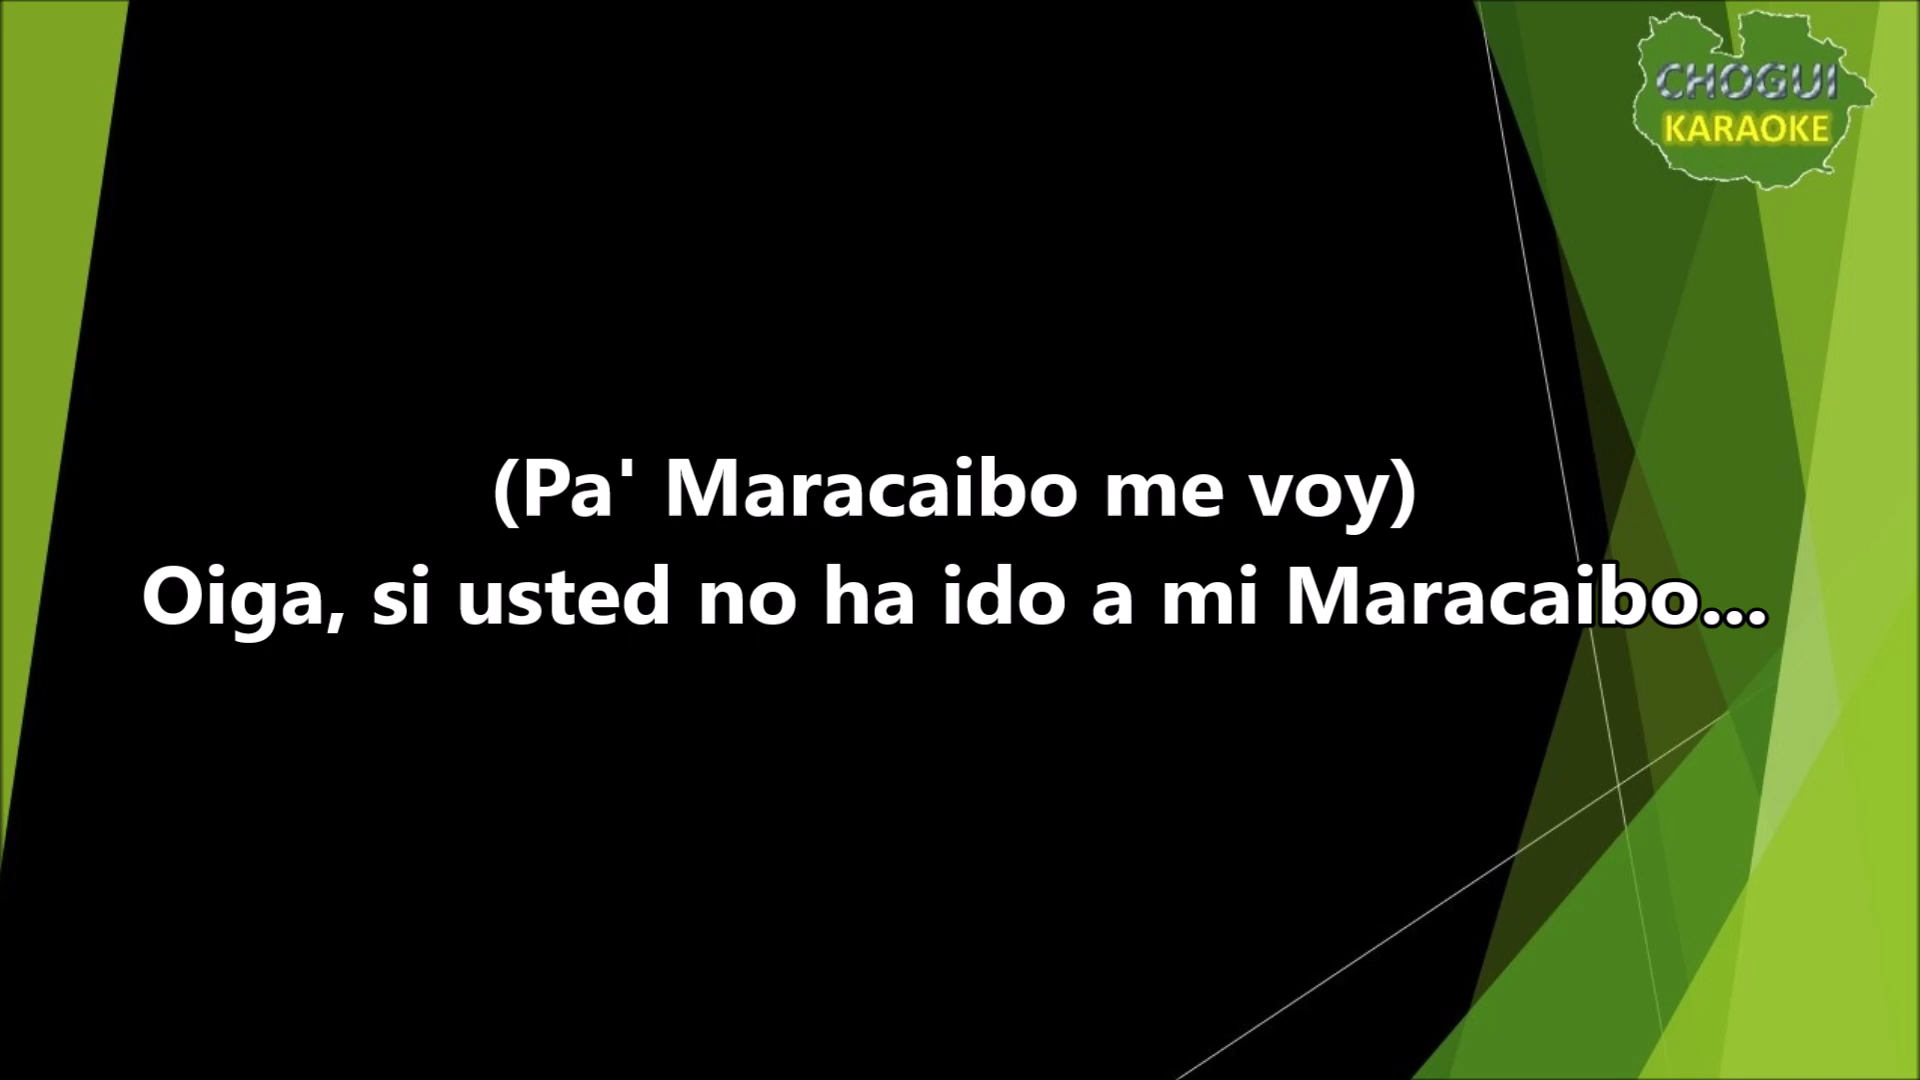 CHOGUI
KARAOKE
(Pa' Maracaibo me voy)
Oiga, si usted no ha ido a mi Maracaibo...